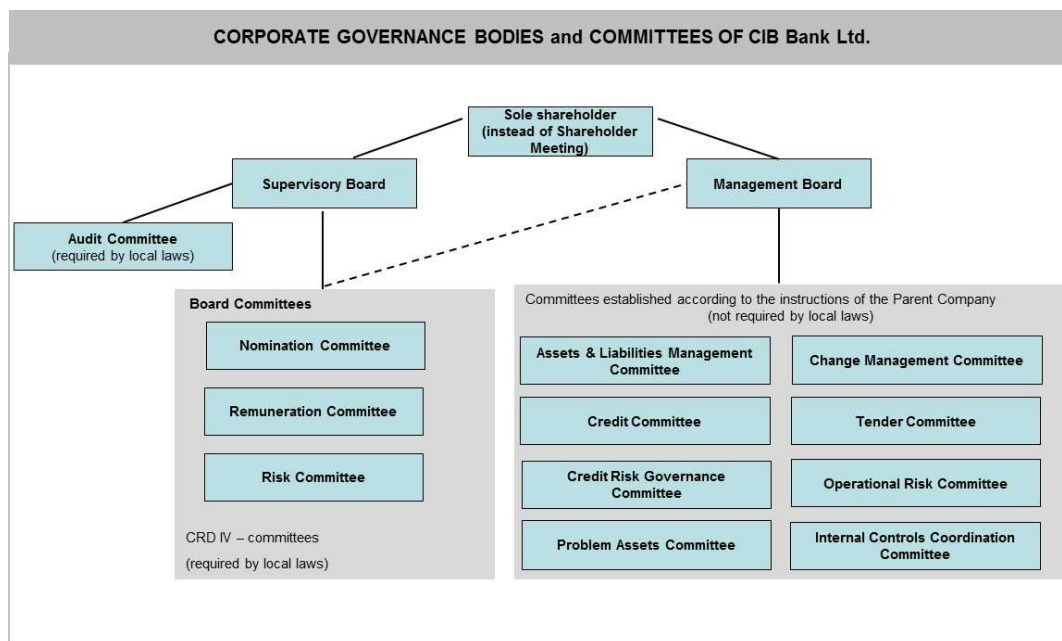 CORPORATE GOVERNANCE BODIES and COMMITTEES OF CIB Bank Ltd.
Sole shareholder
(instead of Shareholder
Meeting)
Supervisory Board
Management Board
Audit Committee
(required by local laws)
Board Committees
Nomination Committee
Remuneration Committee
Risk Committee
CRD IV – committees
(required by local laws)
Committees established according to the instructions of the Parent Company
(not required by local laws)
Assets & Liabilities Management
Committee
Change Management Committee
Credit Committee
Tender Committee
Credit Risk Governance
Committee
Operational Risk Committee
Problem Assets Committee
Internal Controls Coordination
Committee